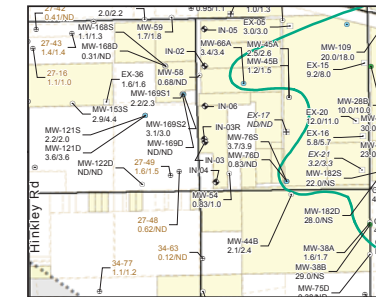 27-42
0.41/ND
2.0/2.2
MW-59
1.7/1.8
0.95/1.1
1.0/1.3
EX-05
3.0/3.0
MW-168S
1.1/1.3
MW-168D
0.31/ND
IN-02
IN-05
MW-66A
3.4/3.4
MW-45A
2.5/2.6
MW-45B
1.2/1.5
MW-109
20.0/18.0
27-43
1.4/1.4
27-16
1.1/1.0
MW-58
0.68/ND
EX-15
9.2/8.0
EX-36
1.6/1.6
MW-169S1
2.2/2.3
MW-153S
2.9/4.4
IN-06
EX-17
ND/ND
EX-20
12.0/11.0
MW-28B
10.0/10.0
MW-121S
2.2/2.0
MW-121D
3.6/3.6
MW-169S2
3.1/3.0
MW-169D
ND/ND
IN-03R
MW-76S
3.7/3.9
MW-76D
0.83/ND
EX-16
5.8/5.7
EX-21
3.2/3.3
MW-122D
ND/ND
27-49
1.6/1.5
IN-03
IN-04
MW-182S
22.0/NS
MW-54
0.83/1.0
27-48
0.62/ND
MW-182D
28.0/NS
Hinkley Rd
34-63
0.12/ND
MW-44B
2.1/2.4
MW-38A
1.6/1.7
MW-38B
29.0/NS
34-77
1.1/1.2
MW-75D